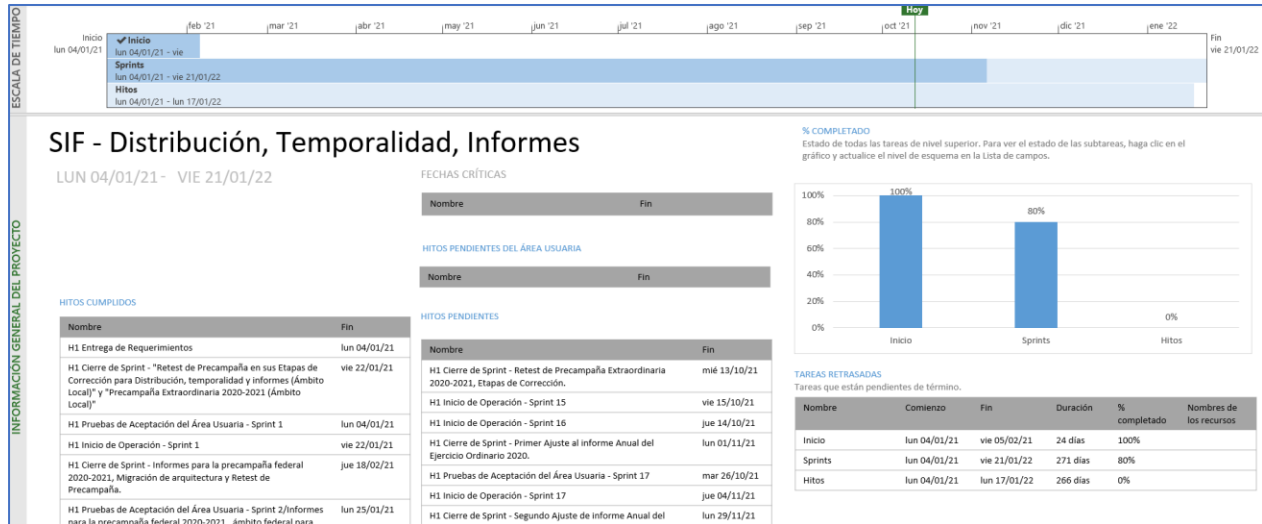 ESCALA DE TIEMPO
Hoy
feb '21 mar '21 abr '21 may '21 jun '21 jul '21 ago '21 sep '21 oct '21 nov '21 dic '21 ene '22
Inicio
lun 04/01/21
✔ Inicio
lun 04/01/21 - vie
Sprints
lun 04/01/21 - vie 21/01/22
Hitos
lun 04/01/21 - lun 17/01/22
Fin
vie 21/01/22
INFORMACIÓN GENERAL DEL PROYECTO
SIF - Distribución, Temporalidad, Informes
LUN 04/01/21 - VIE 21/01/22
HITOS CUMPLIDOS
Nombre Fin
H1 Entrega de Requerimientos lun 04/01/21
H1 Cierre de Sprint - "Retest de Precampaña en sus Etapas de vie 22/01/21
Corrección para Distribución, temporalidad y informes (Ámbito
Local)" y "Precampaña Extraordinaria 2020-2021 (Ámbito
Local)"
H1 Pruebas de Aceptación del Área Usuaria - Sprint 1 lun 04/01/21
H1 Inicio de Operación - Sprint 1 vie 22/01/21
H1 Cierre de Sprint - Informes para la precampaña federal jue 18/02/21
2020-2021, Migración de arquitectura y Retest de
Precampaña.
H1 Pruebas de Aceptación del Área Usuaria - Sprint 2/Informes lun 25/01/21
para la precampaña federal 2020-2021, ámbito federal para
FECHAS CRÍTICAS
Nombre Fin
HITOS PENDIENTES DEL ÁREA USUARIA
Nombre Fin
HITOS PENDIENTES
Nombre Fin
H1 Cierre de Sprint - Retest de Precampaña Extraordinaria mié 13/10/21
2020-2021, Etapas de Corrección.
H1 Inicio de Operación - Sprint 15 vie 15/10/21
H1 Inicio de Operación - Sprint 16 jue 14/10/21
H1 Cierre de Sprint - Primer Ajuste al informe Anual del lun 01/11/21
Ejercicio Ordinario 2020.
H1 Pruebas de Aceptación del Área Usuaria - Sprint 17 mar 26/10/21
H1 Inicio de Operación - Sprint 17 jue 04/11/21
H1 Cierre de Sprint - Segundo Ajuste de informe Anual del lun 29/11/21
% COMPLETADO
Estado de todas las tareas de nivel superior. Para ver el estado de las subtareas, haga clic en el
gráfico y actualice el nivel de esquema en la Lista de campos.
100%
80%
60%
40%
20%
0%
100%
80%
0%
Inicio Sprints Hitos
TAREAS RETRASADAS
Tareas que están pendientes de término.
Nombre Comienzo Fin Duración % Nombres de
completado los recursos
Inicio lun 04/01/21 vie 05/02/21 24 días 100%
Sprints lun 04/01/21 vie 21/01/22 271 días 80%
Hitos lun 04/01/21 lun 17/01/22 266 días 0%